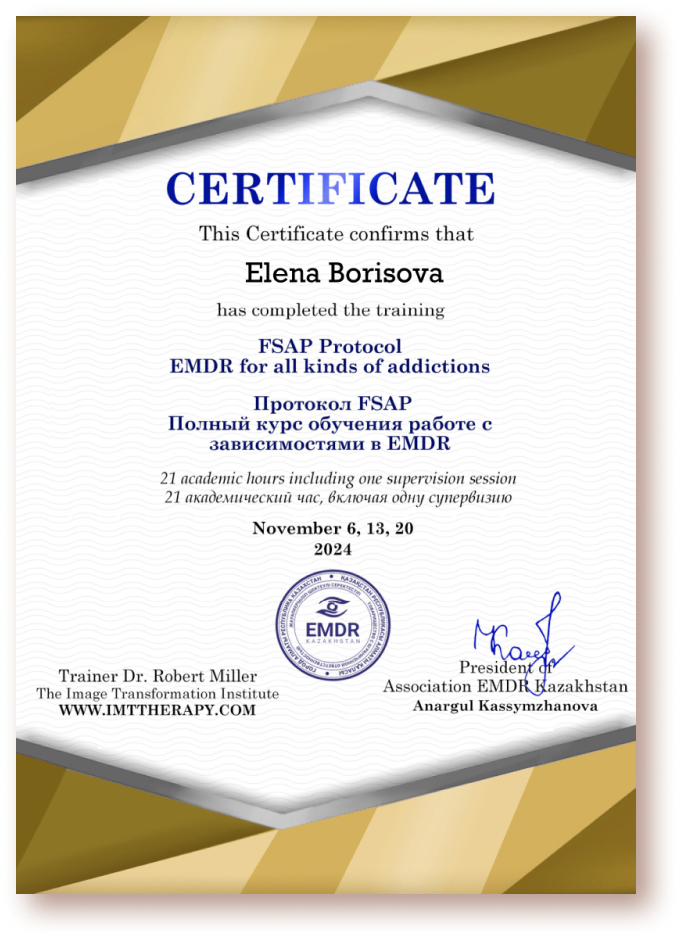 CERTIFICATE
This Certificate confirms that
Elena Borisova
has completed the training
FSAP Protocol
EMDR for all kinds of addictions
Протокол FSAP
Полный курс обучения работе с
зависимостями в EMDR
21 academic hours including one supervision session
21 академический час, включая одну супервизию
November 6, 13, 20
2024
EMDR
KAZAKHSTAN
Trainer Dr. Robert Miller
The Image Transformation Institute
WWW.IMTTHERAPY.COM
President of
Association EMDR Kazakhstan
Anargul Kassymzhanova